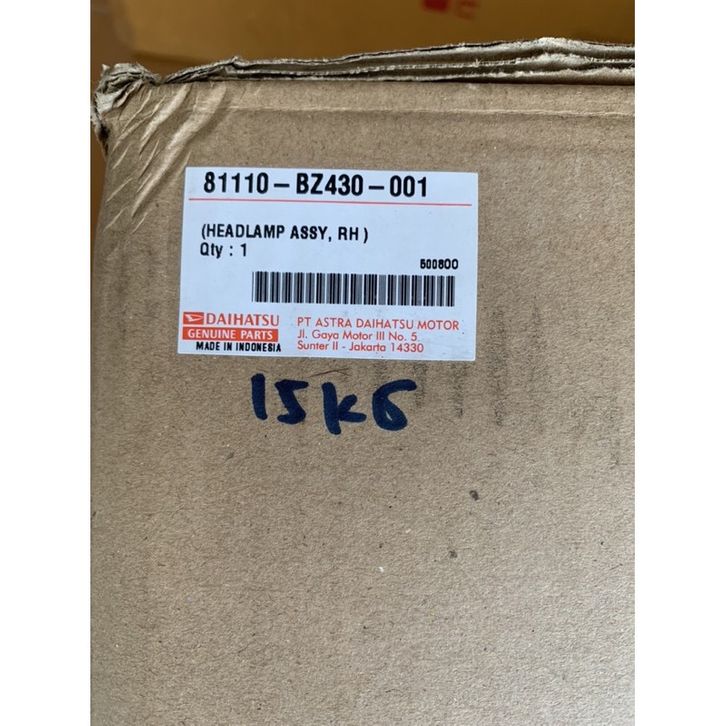 81110-BZ430-001
(HEADLAMP ASSY, RH )
Qty : 1
500800
DAIHATSU
GENUINE PARTS
MADE IN INDONESIA
PT ASTRA DAIHATSU MOTOR
Jl. Gaya Motor III No. 5
Sunter II - Jakarta 14330
15KG